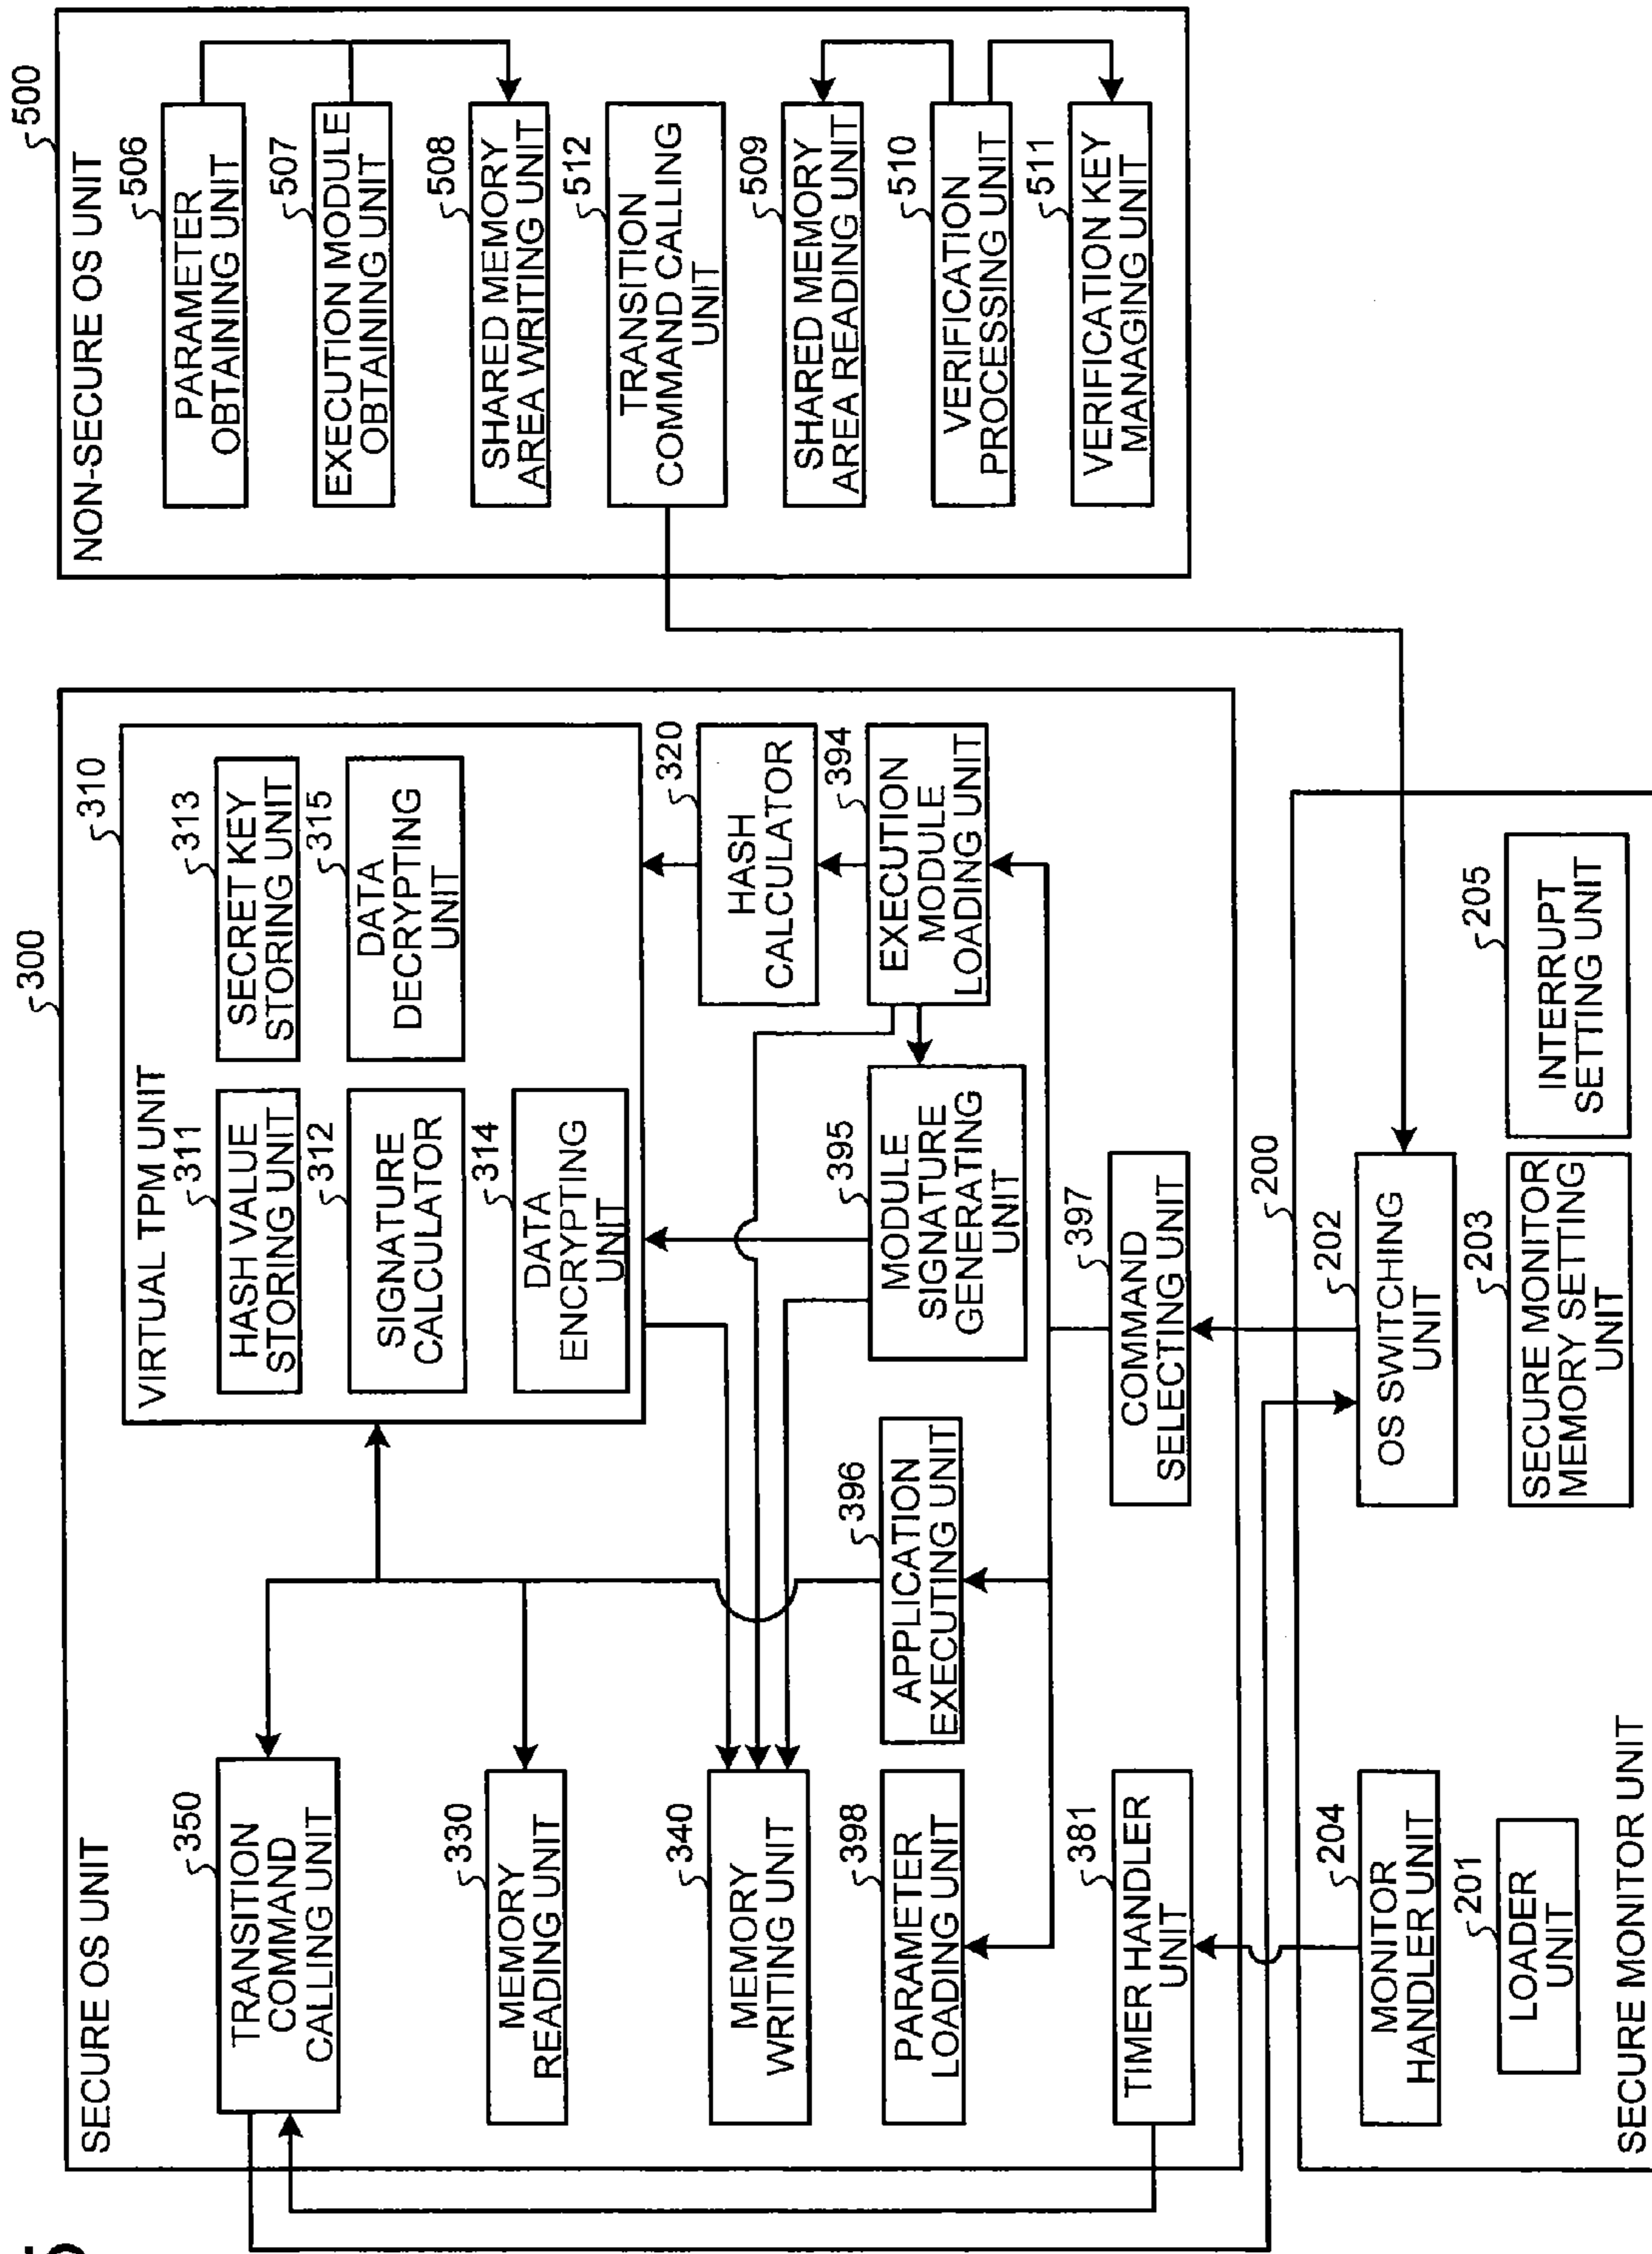 SECURE OS UNIT
300
TRANSITION
COMMAND
CALLING UNIT
350
MEMORY
READING UNIT
330
MEMORY
WRITING UNIT
340
PARAMETER
LOADING UNIT
398
TIMER HANDLER
UNIT
381
APPLICATION
EXECUTING UNIT
396
VIRTUAL TPM UNIT
310
HASH VALUE
STORING UNIT
311
SECRET KEY
STORING UNIT
313
SIGNATURE
CALCULATOR
312
DATA
DECRYPTING
UNIT
315
DATA
ENCRYPTING
UNIT
314
HASH
CALCULATOR
320
EXECUTION
MODULE
LOADING UNIT
394
MODULE
SIGNATURE
GENERATING
UNIT
395
COMMAND
SELECTING UNIT
397
NON-SECURE OS UNIT
500
PARAMETER
OBTAINING UNIT
506
EXECUTION MODULE
OBTAINING UNIT
507
SHARED MEMORY
AREA WRITING UNIT
508
TRANSITION
COMMAND CALLING
UNIT
512
SHARED MEMORY
AREA READING UNIT
509
VERIFICATION
PROCESSING UNIT
510
VERIFICATION KEY
MANAGING UNIT
511
200
MONITOR
HANDLER UNIT
204
LOADER
UNIT
201
OS SWITCHING
UNIT
202
SECURE MONITOR
MEMORY SETTING
UNIT
203
INTERRUPT
SETTING UNIT
205
SECURE MONITOR UNIT